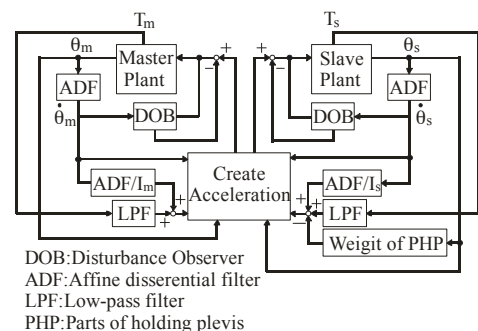 Tm Ts
θm + + θs
Master Plant − − Slave Plant
ADF ADF
θ̇m DOB DOB θ̇s
Create Acceleration
ADF/Im + + ADF/Is
LPF + + LPF
− Weigit of PHP
DOB:Disturbance Observer
ADF:Affine disserential filter
LPF:Low-pass filter
PHP:Parts of holding plevis